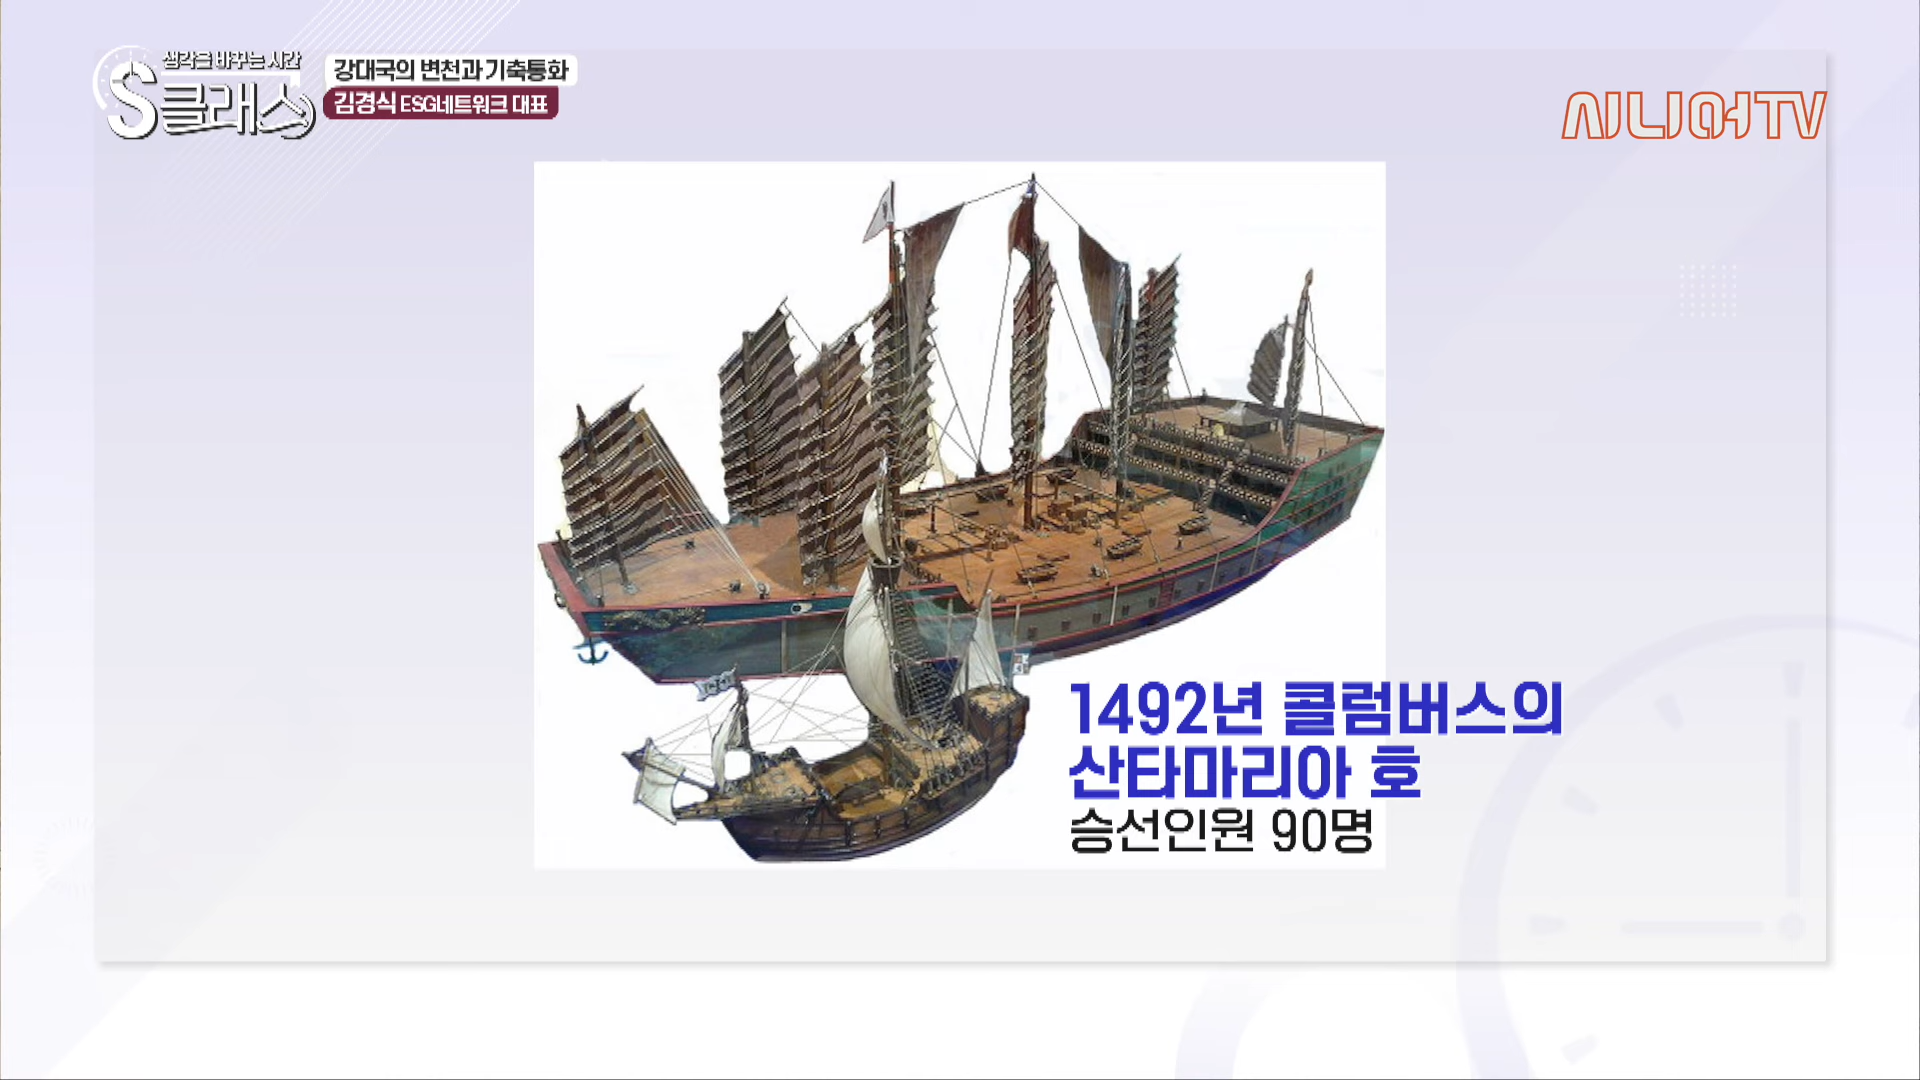 생각을 바꾸는 시간
S클래스
강대국의 변천과 기축통화
김경식 ESG네트워크 대표
시니어TV
1492년 콜럼버스의
산타마리아 호
승선인원 90명